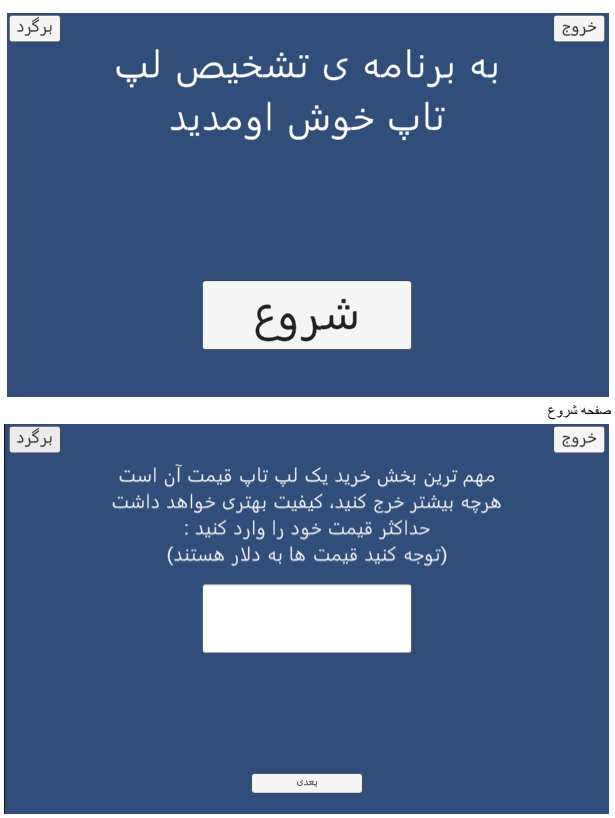 خروج
برگرد
به برنامه ی تشخیص لپ
تاپ خوش اومدید
شروع
صفحه شروع
خروج
برگرد
مهم ترین بخش خرید یک لپ تاپ قیمت آن است
هرچه بیشتر خرج کنید، کیفیت بهتری خواهد داشت
حداکثر قیمت خود را وارد کنید :
(توجه کنید قیمت ها به دلار هستند)
بعدی